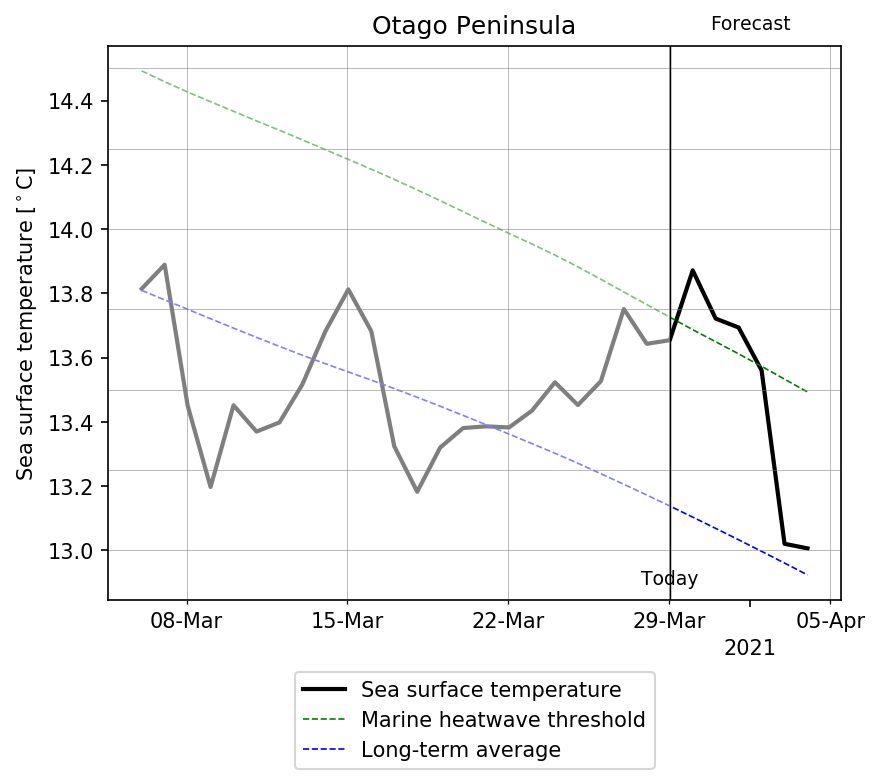 Otago Peninsula
Forecast
Sea surface temperature [°C]
14.4
14.2
14.0
13.8
13.6
13.4
13.2
13.0
Today
08-Mar
15-Mar
22-Mar
29-Mar
05-Apr
2021
Sea surface temperature
Marine heatwave threshold
Long-term average